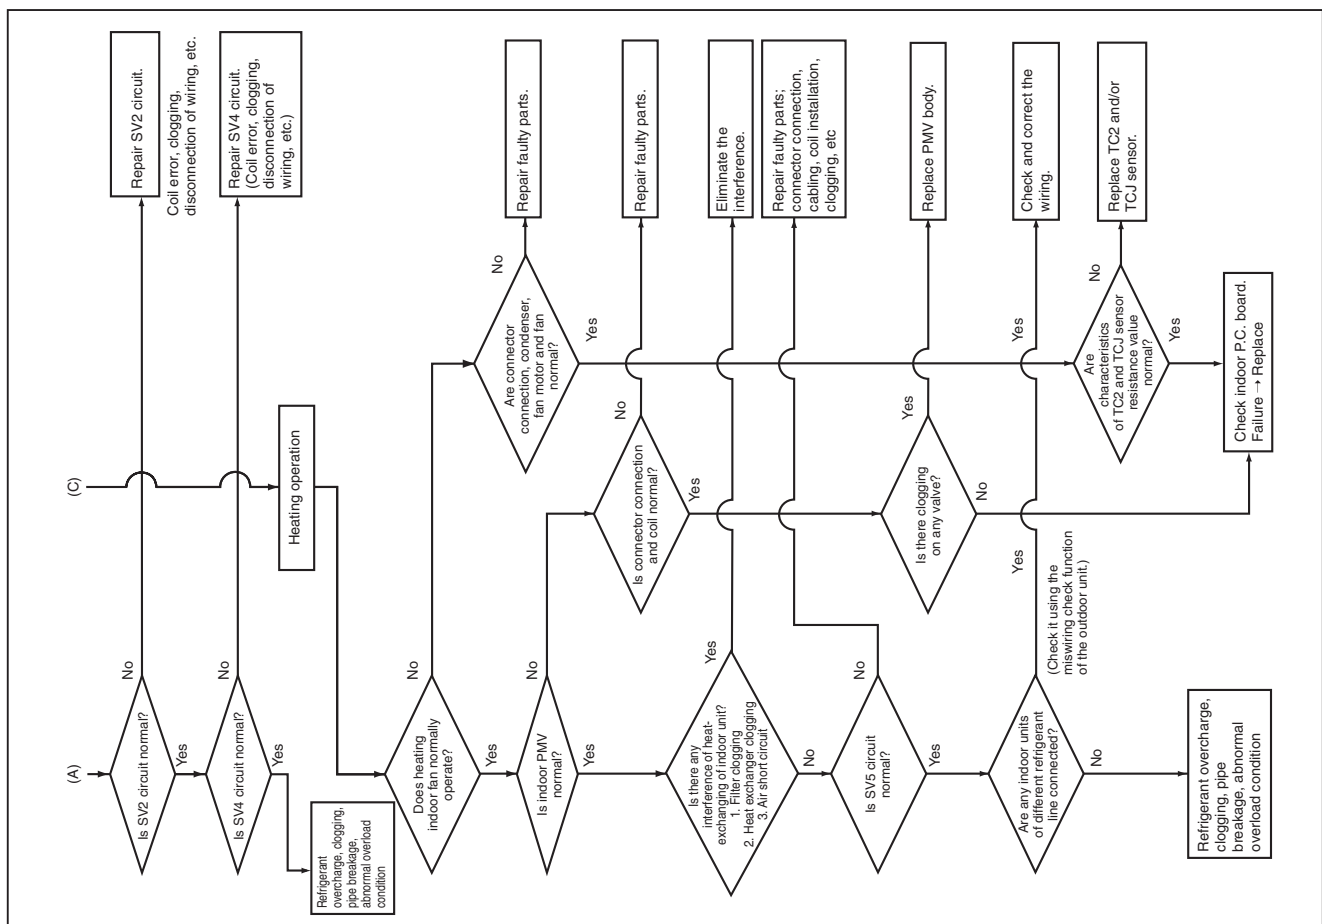 (A)
Is SV2 circuit normal?
No
Yes
Repair SV2 circuit.
Coil error, clogging,
disconnection of wiring, etc.
Is SV4 circuit normal?
No
Yes
Repair SV4 circuit.
(Coil error, clogging,
disconnection of
wiring, etc.)
Refrigerant
overcharge, clogging,
pipe breakage,
abnormal overload
condition
(C)
Heating operation
Does heating
indoor fan normally
operate?
No
Yes
Are connector
connection, condenser,
fan motor and fan
normal?
No
Yes
Repair faulty parts.
Is indoor PMV
normal?
No
Yes
Is connector connection
and coil normal?
No
Yes
Repair faulty parts.
Is there any
interference of heat-
exchanging of indoor unit?
1. Filter clogging
2. Heat exchanger clogging
3. Air short circuit
Yes
No
Eliminate the
interference.
Is SV5 circuit
normal?
No
Yes
Repair faulty parts;
connector connection,
cabling, coil installation,
clogging, etc
Is there clogging
on any valve?
Yes
No
Replace PMV body.
Are any indoor units
of different refrigerant
line connected?
Yes
Yes
No
(Check it using the
miswiring check function
of the outdoor unit.)
Check and correct the
wiring.
Are
characteristics
of TC2 and TCJ sensor
resistance value
normal?
No
Yes
Replace TC2 and/or
TCJ sensor.
Check indoor P.C. board.
Failure → Replace
Refrigerant overcharge,
clogging, pipe
breakage, abnormal
overload condition